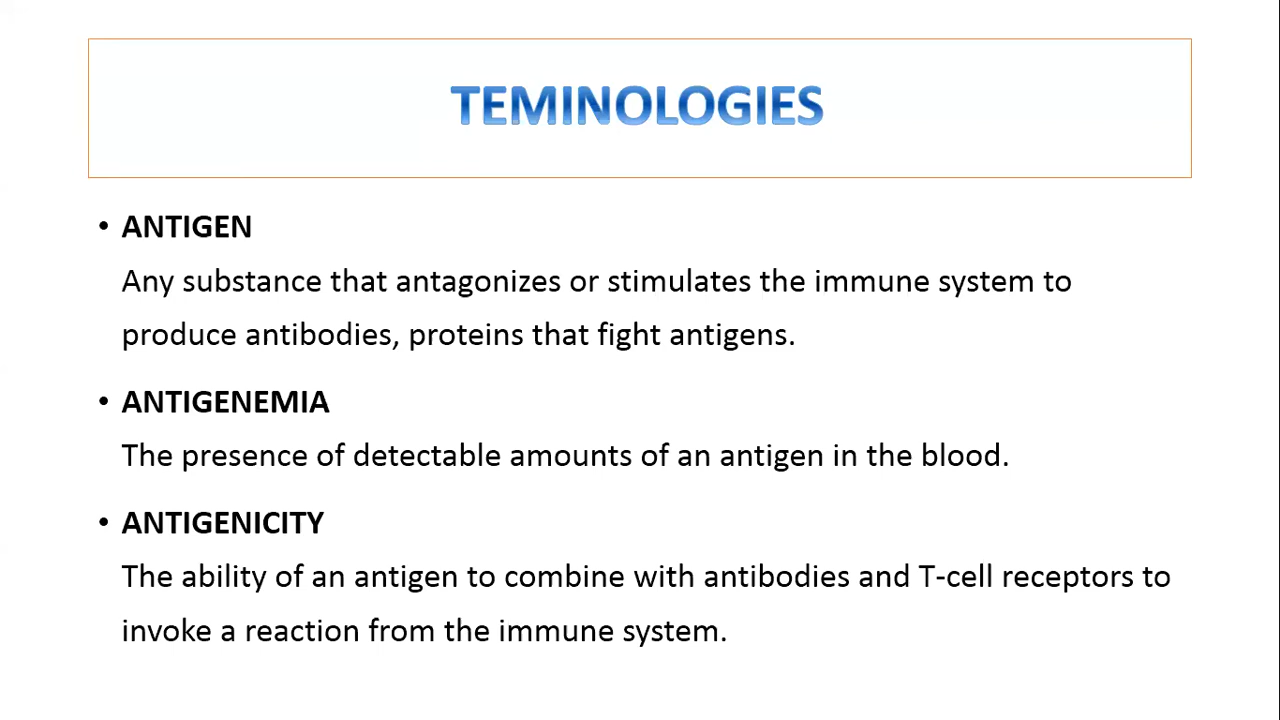 TEMINOLOGIES
• ANTIGEN
Any substance that antagonizes or stimulates the immune system to
produce antibodies, proteins that fight antigens.
• ANTIGENEMIA
The presence of detectable amounts of an antigen in the blood.
• ANTIGENICITY
The ability of an antigen to combine with antibodies and T-cell receptors to
invoke a reaction from the immune system.